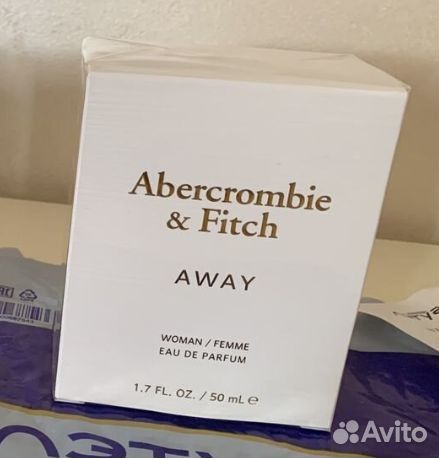 Abercrombie
& Fitch
AWAY
WOMAN / FEMME
EAU DE PARFUM
1.7 FL. OZ. / 50 mL e
Avito